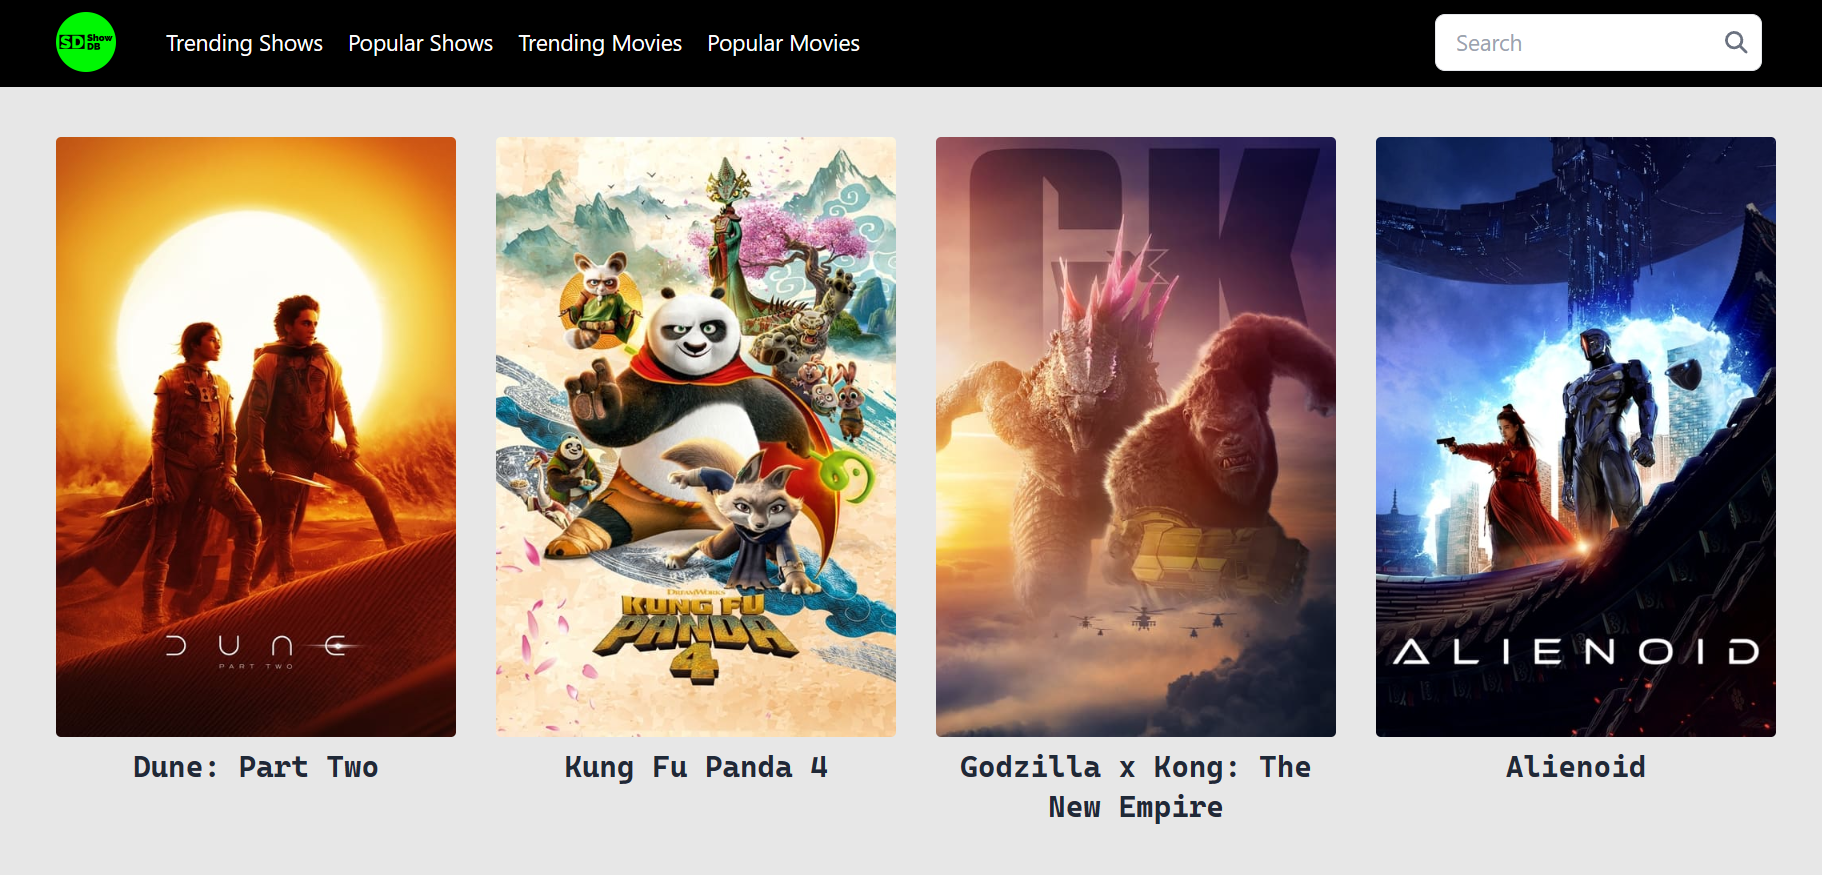 SD Show
DB
Trending Shows
Popular Shows
Trending Movies
Popular Movies
Search
GK
DUNE
PART TWO
DREAMWORKS
KUNG FU
PANDA
4
ALIENOID
Dune: Part Two
Kung Fu Panda 4
Godzilla x Kong: The
New Empire
Alienoid